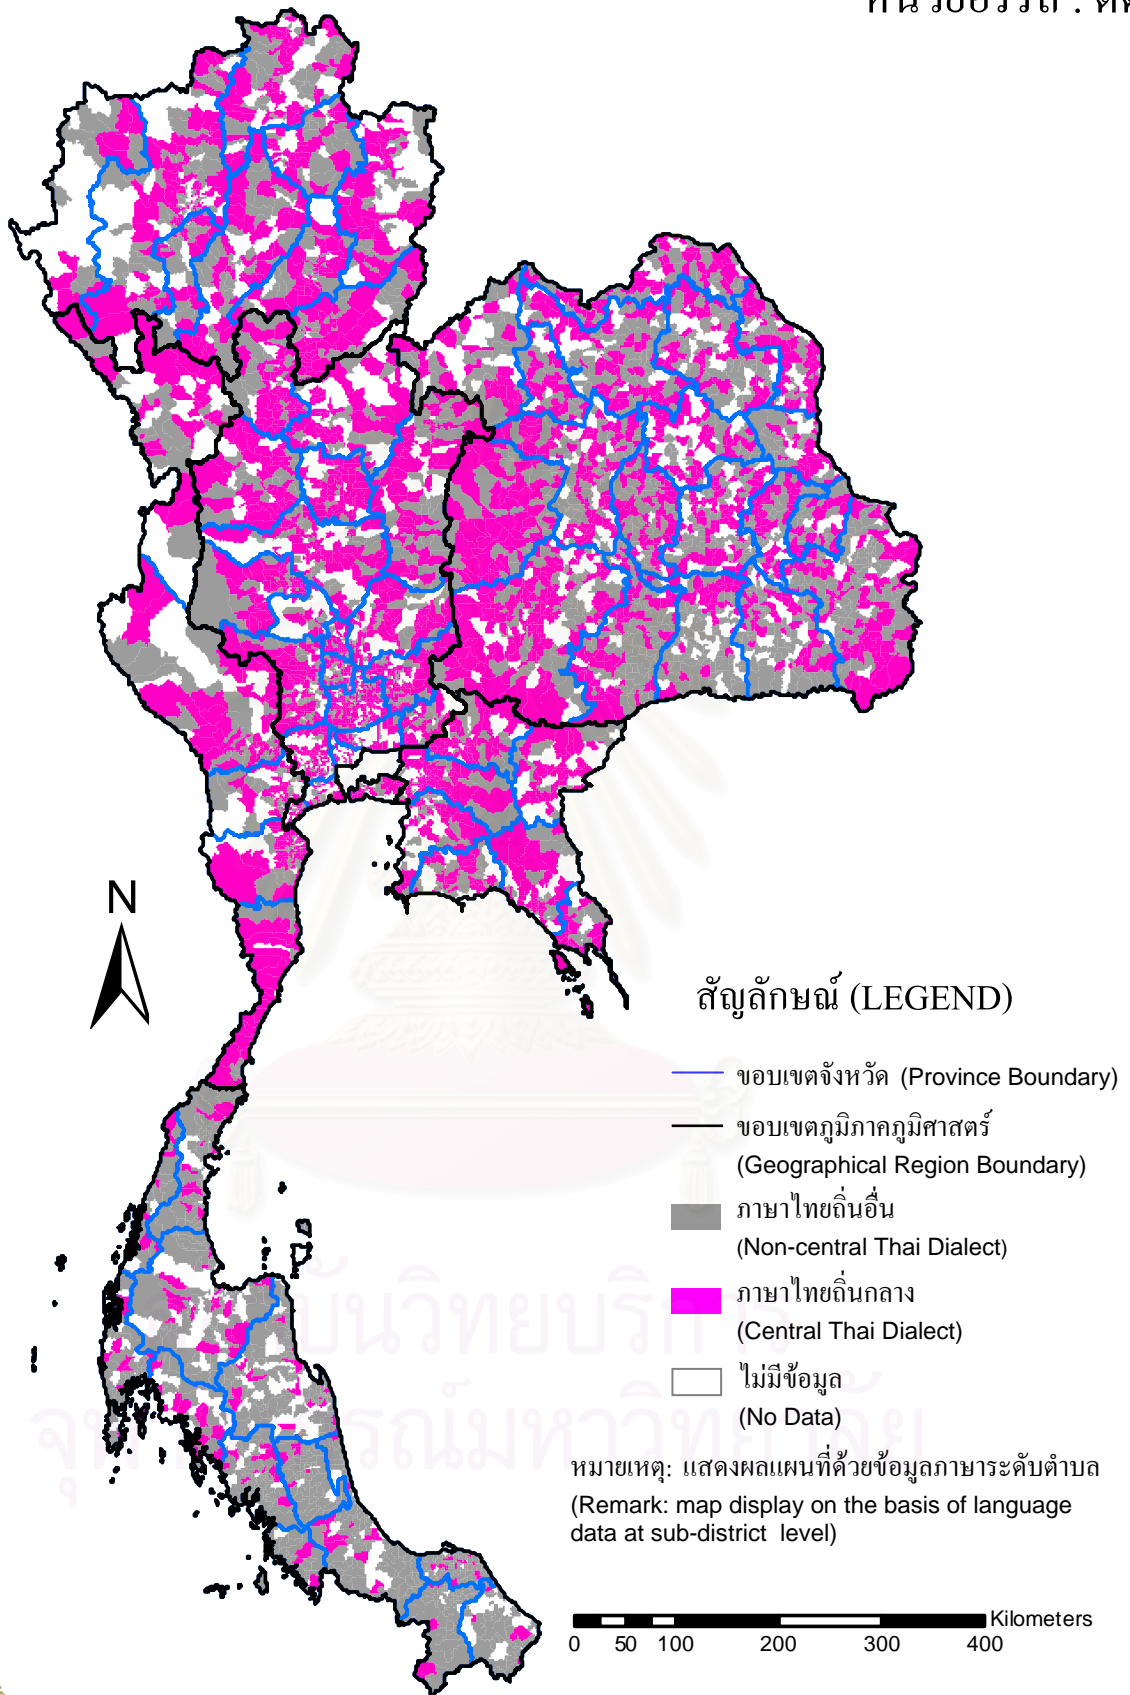 N
สัญลักษณ์ (LEGEND)
ขอบเขตจังหวัด (Province Boundary)
ขอบเขตภูมิภาคภูมิศาสตร์
(Geographical Region Boundary)
ภาษาไทยถิ่นอื่น
(Non-central Thai Dialect)
ภาษาไทยถิ่นกลาง
(Central Thai Dialect)
ไม่มีข้อมูล
(No Data)
หมายเหตุ: แสดงผลแผนที่ด้วยข้อมูลภาษาระดับตำบล
(Remark: map display on the basis of language
data at sub-district level)
Kilometers
0 50 100 200 300 400